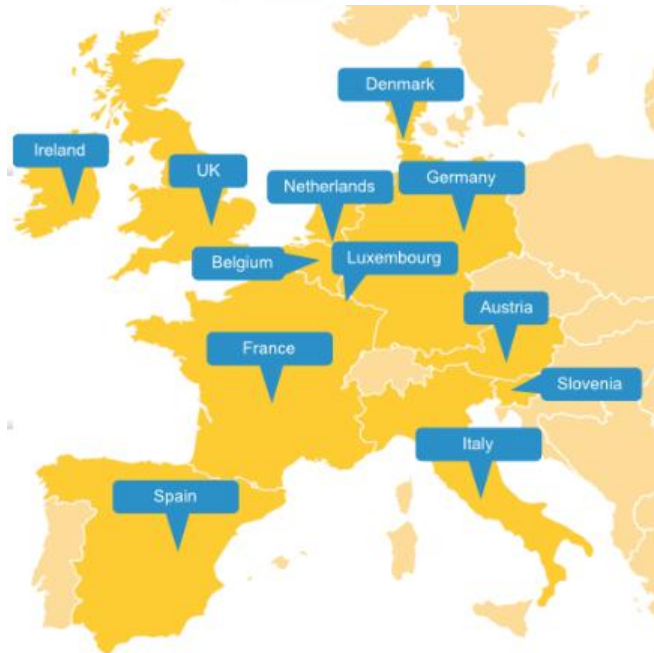 Denmark
Ireland
UK
Netherlands
Germany
Belgium
Luxembourg
Austria
France
Slovenia
Italy
Spain